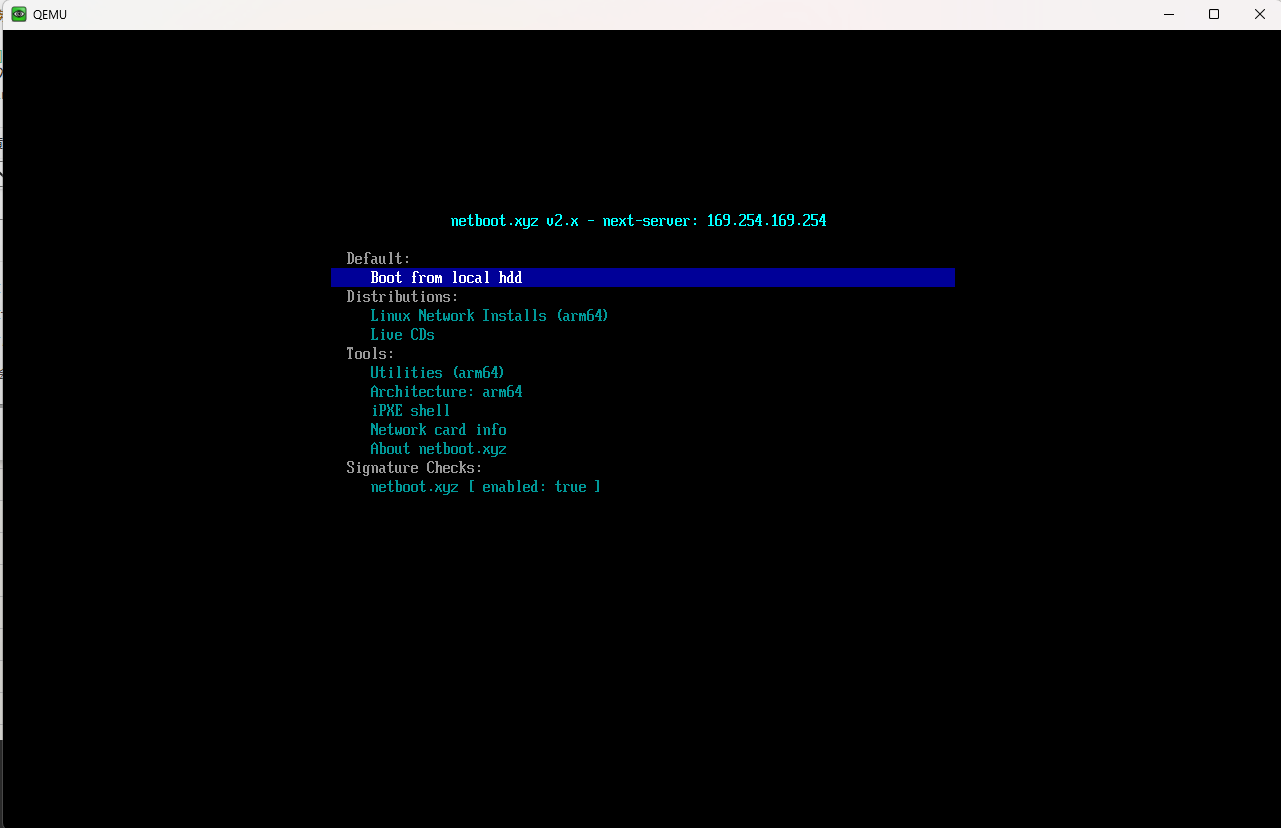 QEMU
netboot.xyz v2.x - next-server: 169.254.169.254
Default:
Boot from local hdd
Distributions:
Linux Network Installs (arm64)
Live CDs
Tools:
Utilities (arm64)
Architecture: arm64
iPXE shell
Network card info
About netboot.xyz
Signature Checks:
netboot.xyz [ enabled: true ]